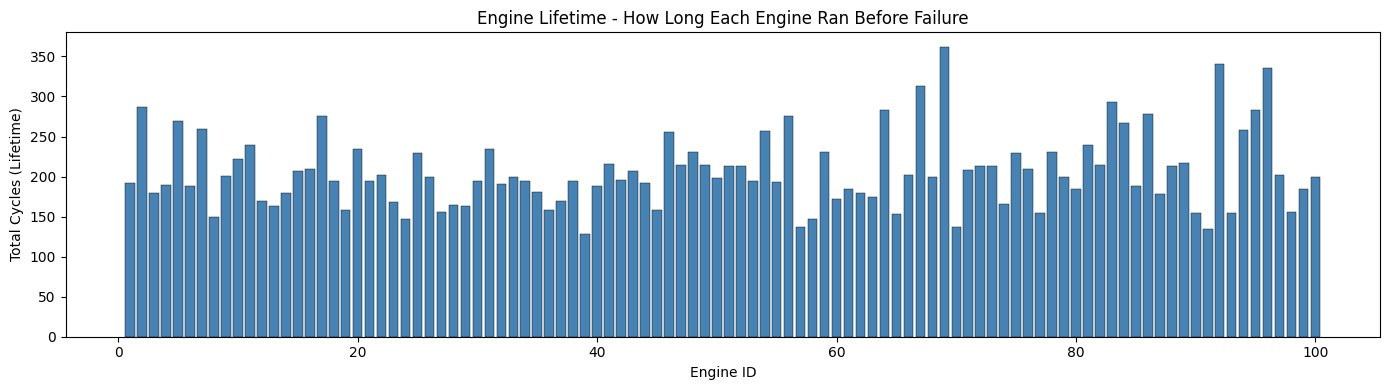 Engine Lifetime - How Long Each Engine Ran Before Failure
Total Cycles (Lifetime)
350
300
250
200
150
100
50
0
0 20 40 60 80 100
Engine ID